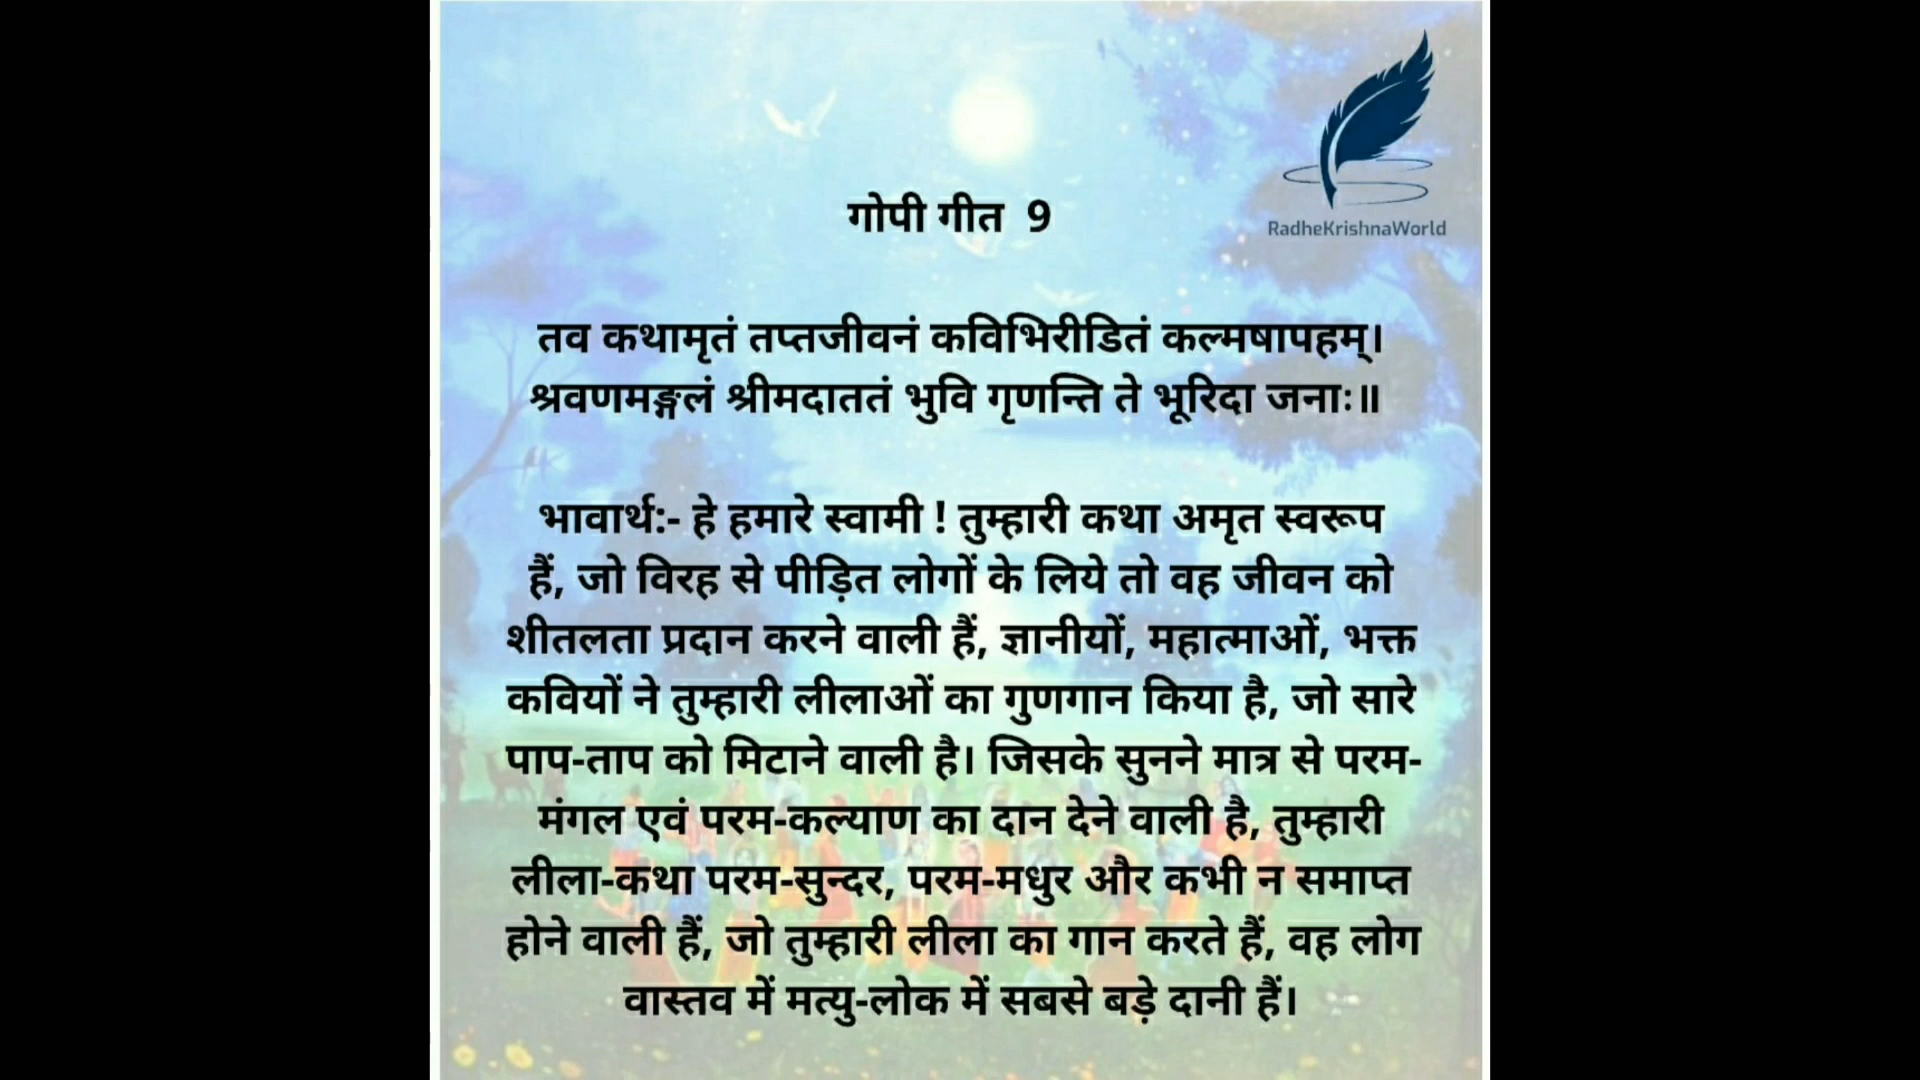 RadheKrishnaWorld
गोपी गीत 9
तव कथामृतं तप्तजीवनं कविभिरीडितं कल्मषापहम्।
श्रवणमङ्गलं श्रीमदाततं भुवि गृणन्ति ते भूरिदा जनाः॥
भावार्थ:- हे हमारे स्वामी ! तुम्हारी कथा अमृत स्वरूप
हैं, जो विरह से पीड़ित लोगों के लिये तो वह जीवन को
शीतलता प्रदान करने वाली हैं, ज्ञानीयों, महात्माओं, भक्त
कवियों ने तुम्हारी लीलाओं का गुणगान किया है, जो सारे
पाप-ताप को मिटाने वाली है। जिसके सुनने मात्र से परम-
मंगल एवं परम-कल्याण का दान देने वाली है, तुम्हारी
लीला-कथा परम-सुन्दर, परम-मधुर और कभी न समाप्त
होने वाली हैं, जो तुम्हारी लीला का गान करते हैं, वह लोग
वास्तव में मत्यु-लोक में सबसे बड़े दानी हैं।